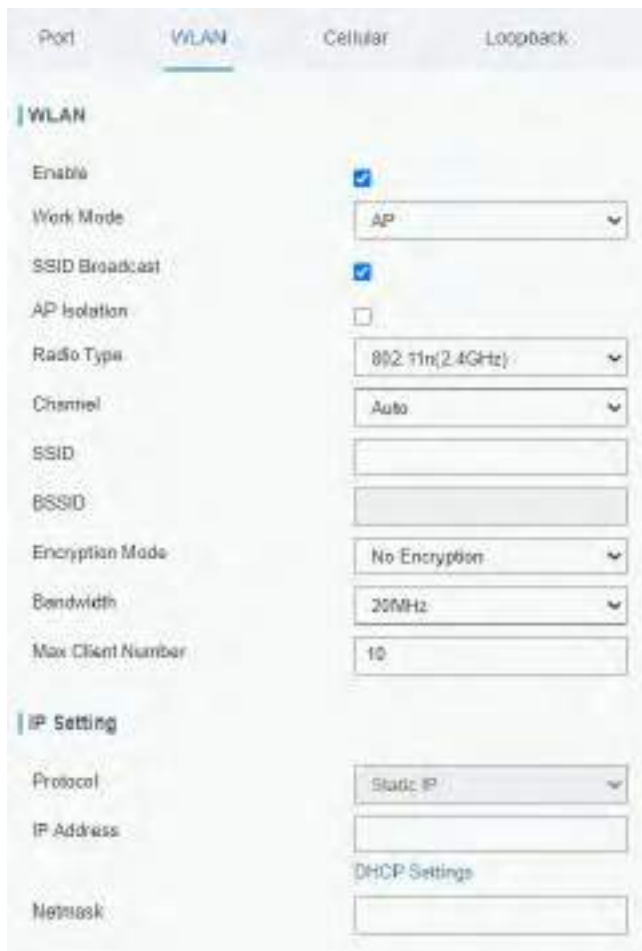 Port WLAN Cellular Loopback
WLAN
Enable
Work Mode AP
SSID Broadcast
AP Isolation
Radio Type 802.11n(2.4GHz)
Channel Auto
SSID
BSSID
Encryption Mode No Encryption
Bandwidth 20MHz
Max Client Number 10
IP Setting
Protocol Static IP
IP Address
DHCP Settings
Netmask